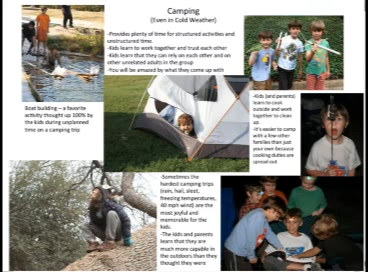 Camping
(Even in Cold Weather)
-Provides plenty of time for structured activities and
unstructured time.
-Kids learn to work together and trust each other
-Kids learn that they can rely on each other and on
other unrelated adults in the group
-You will be amazed by what they come up with
Boat building – a favorite
activity thought up 100% by
the kids during unplanned
time on a camping trip
-Kids (and parents)
learn to cook
outside and work
together to clean
up.
-It's easier to camp
with a few other
families than just
your own because
cooking duties are
spread out
-Sometimes the
hardest camping trips
(rain, hail, sleet,
freezing temperatures,
40 mph wind) are the
most joyful and
memorable for the
kids.
-The kids and parents
learn that they are
much more capable in
the outdoors than they
thought they were